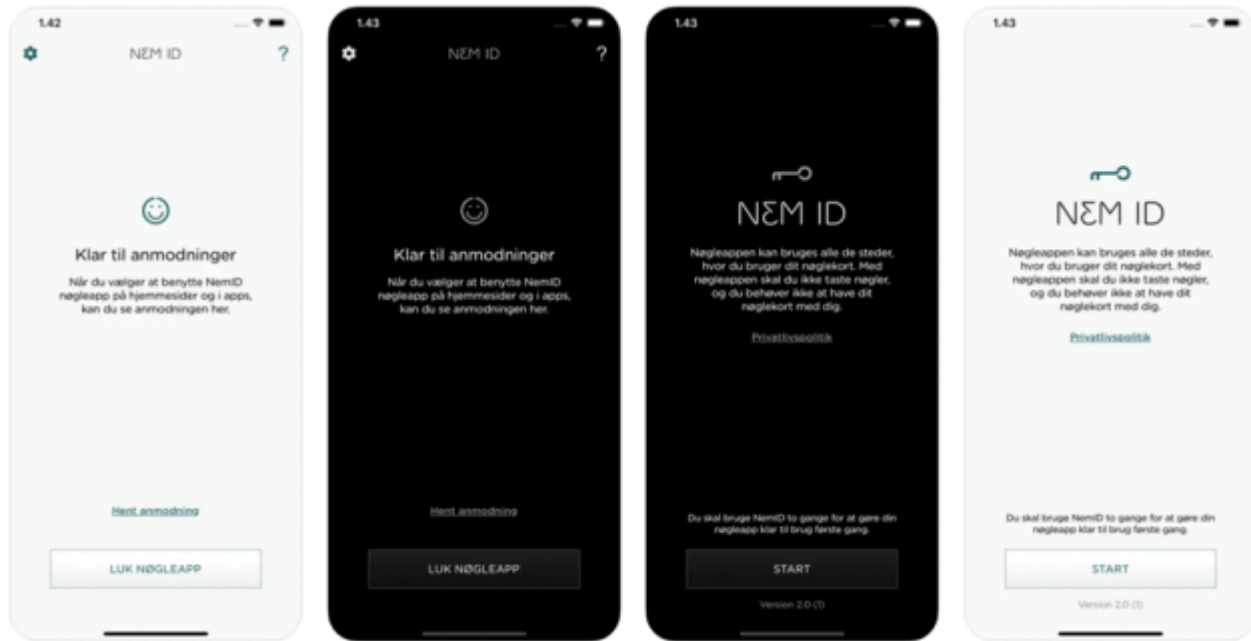 1.42
NEM ID
?
Klar til anmodninger
Når du vælger at benytte NemID
nøgleapp på hjemmesider og i apps,
kan du se anmodningen her.
Hent anmodning
LUK NØGLEAPP
1.43
NEM ID
?
Klar til anmodninger
Når du vælger at benytte NemID
nøgleapp på hjemmesider og i apps,
kan du se anmodningen her.
Hent anmodning
LUK NØGLEAPP
1.43
NEM ID
Nøgleappen kan bruges alle de steder,
hvor du bruger dit nøglekort. Med
nøgleappen skal du ikke taste nøgler,
og du behøver ikke at have dit
nøglekort med dig.
Privatlivspolitik
Du skal bruge NemID to gange for at gøre din
nøgleapp klar til brug første gang.
START
Version 2.0 (1)
1.43
NEM ID
Nøgleappen kan bruges alle de steder,
hvor du bruger dit nøglekort. Med
nøgleappen skal du ikke taste nøgler,
og du behøver ikke at have dit
nøglekort med dig.
Privatlivspolitik
Du skal bruge NemID to gange for at gøre din
nøgleapp klar til brug første gang.
START
Version 2.0 (1)